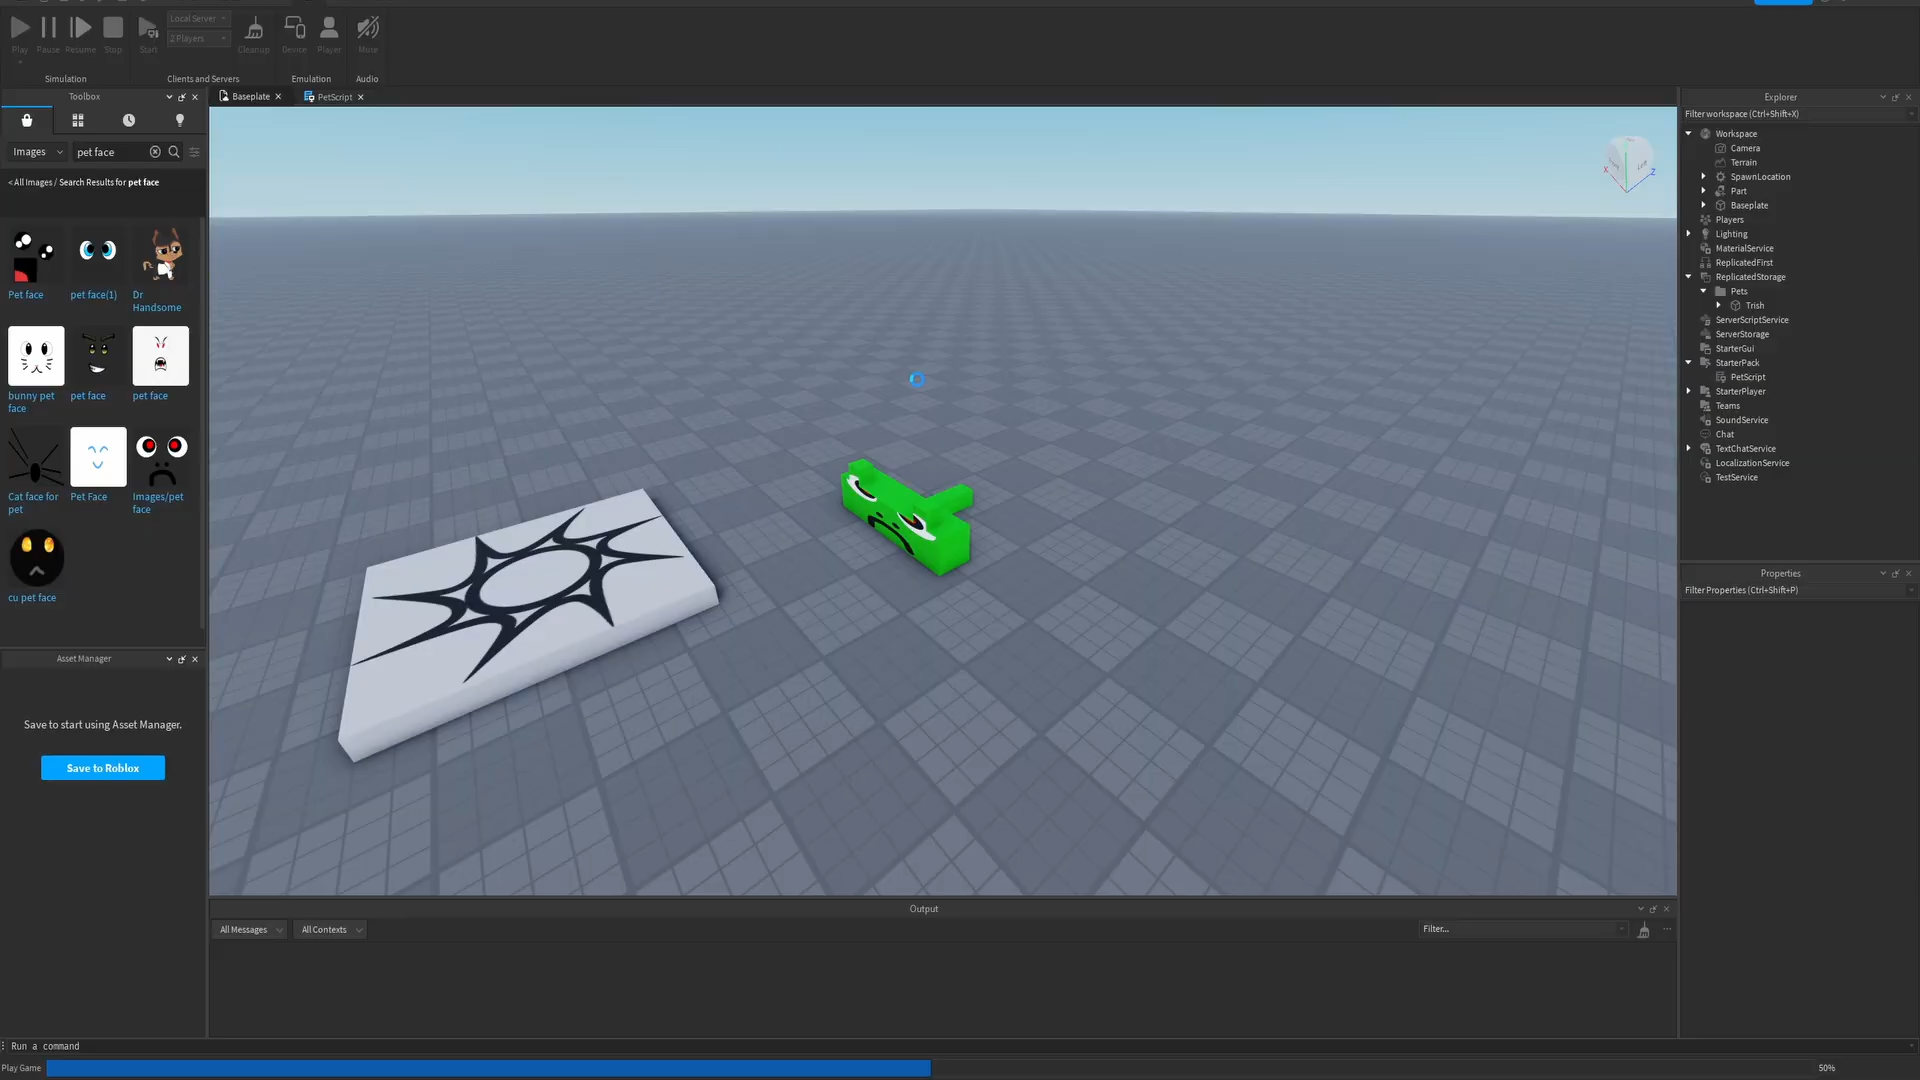 Play
Pause
Resume
Stop
Start
Local Server
2 Players
Cleanup
Device
Player
Mute
Simulation
Clients and Servers
Emulation
Audio
Toolbox
Images
pet face
< All Images / Search Results for pet face
Pet face
pet face(1)
Dr
Handsome
bunny pet
face
pet face
pet face
Cat face for
pet
Pet Face
Images/pet
face
cu pet face
Asset Manager
Save to start using Asset Manager.
Save to Roblox
Baseplate
PetScript
Left
X
Z
Output
All Messages
All Contexts
Filter...
Explorer
Filter workspace (Ctrl+Shift+X)
Workspace
Camera
Terrain
SpawnLocation
Part
Baseplate
Players
Lighting
MaterialService
ReplicatedFirst
ReplicatedStorage
Pets
Trish
ServerScriptService
ServerStorage
StarterGui
StarterPack
PetScript
StarterPlayer
Teams
SoundService
Chat
TextChatService
LocalizationService
TestService
Properties
Filter Properties (Ctrl+Shift+P)
Run a command
Play Game
50%